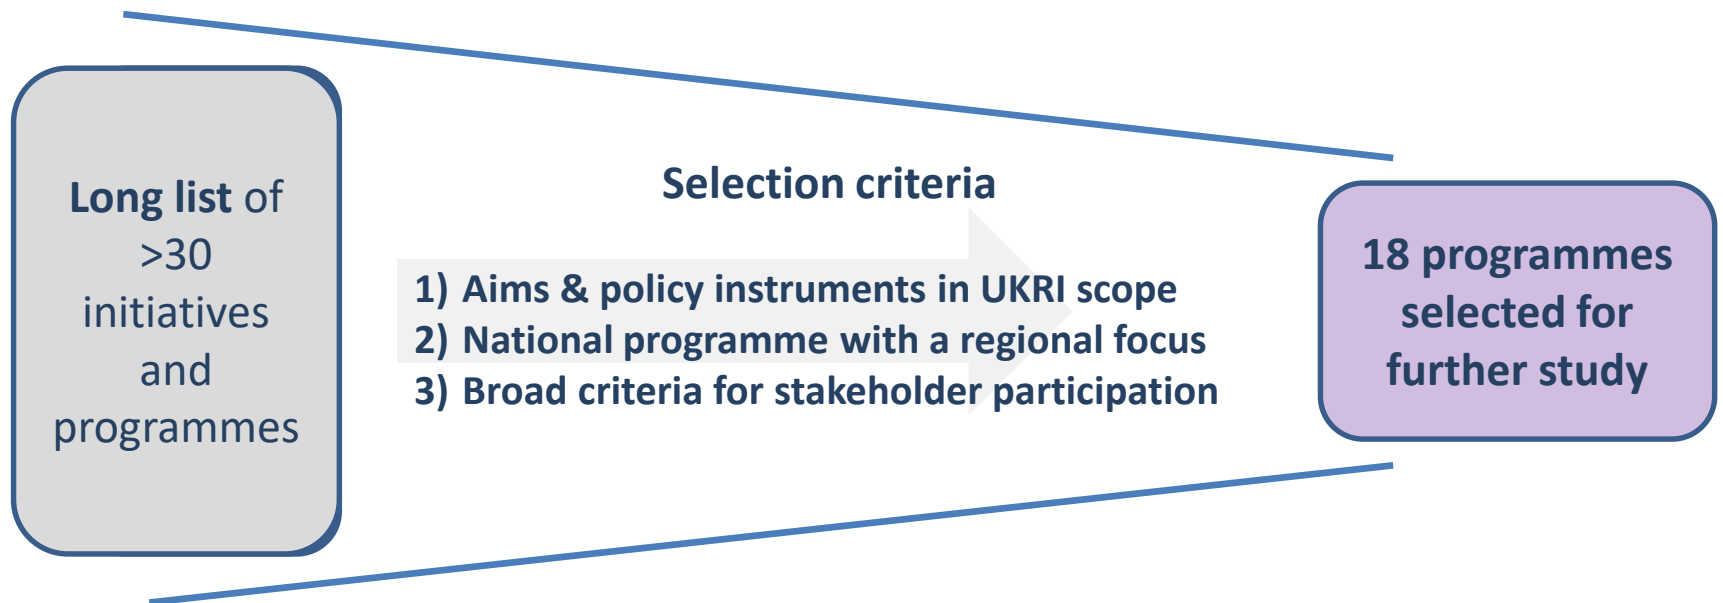 Long list of
>30
initiatives
and
programmes
Selection criteria
1) Aims & policy instruments in UKRI scope
2) National programme with a regional focus
3) Broad criteria for stakeholder participation
18 programmes
selected for
further study